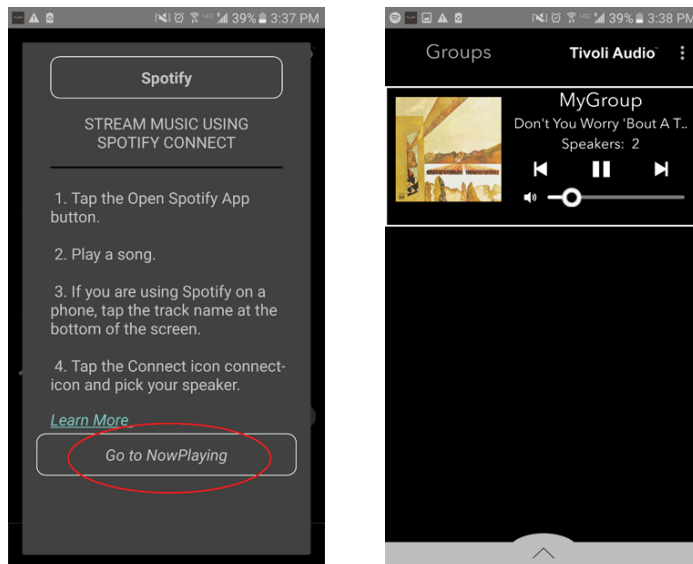 39% 3:37 PM
Spotify
STREAM MUSIC USING
SPOTIFY CONNECT
1. Tap the Open Spotify App
button.
2. Play a song.
3. If you are using Spotify on a
phone, tap the track name at the
bottom of the screen.
4. Tap the Connect icon connect-
icon and pick your speaker.
Learn More
Go to NowPlaying
39% 3:38 PM
Groups Tivoli Audio
MyGroup
Don't You Worry 'Bout A T..
Speakers: 2